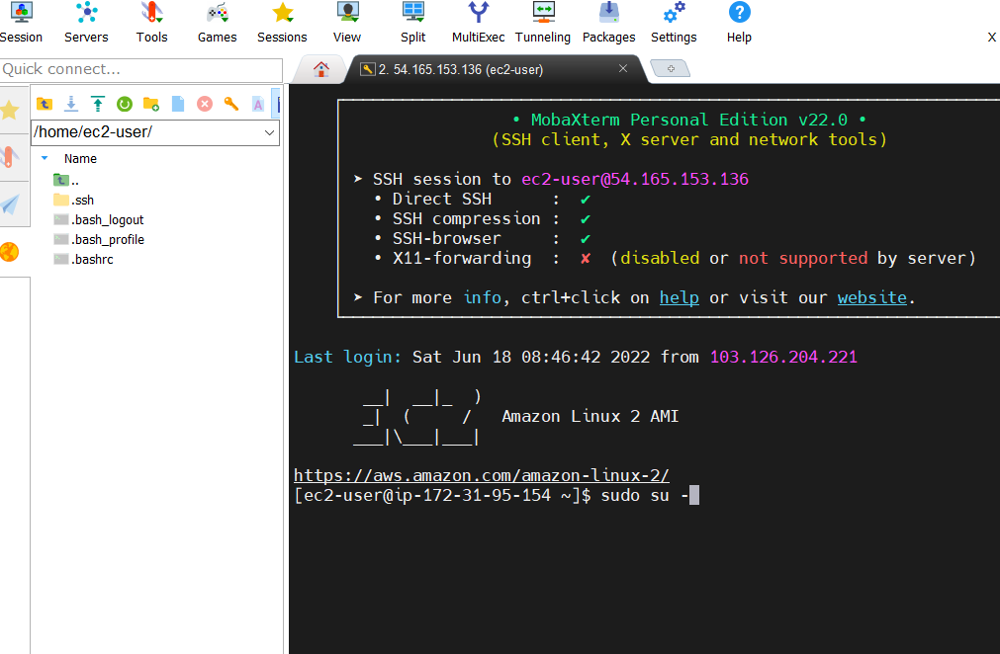 Session Servers Tools Games Sessions View Split MultiExec Tunneling Packages Settings Help X
Quick connect...
2. 54.165.153.136 (ec2-user)
/home/ec2-user/
Name
..
.ssh
.bash_logout
.bash_profile
.bashrc
• MobaXterm Personal Edition v22.0 •
(SSH client, X server and network tools)
➤ SSH session to ec2-user@54.165.153.136
• Direct SSH : ✔
• SSH compression : ✔
• SSH-browser : ✔
• X11-forwarding : ✘ (disabled or not supported by server)
➤ For more info, ctrl+click on help or visit our website.
Last login: Sat Jun 18 08:46:42 2022 from 103.126.204.221
__| __|_ )
_| ( / Amazon Linux 2 AMI
___|\___|___|
https://aws.amazon.com/amazon-linux-2/
[ec2-user@ip-172-31-95-154 ~]$ sudo su -